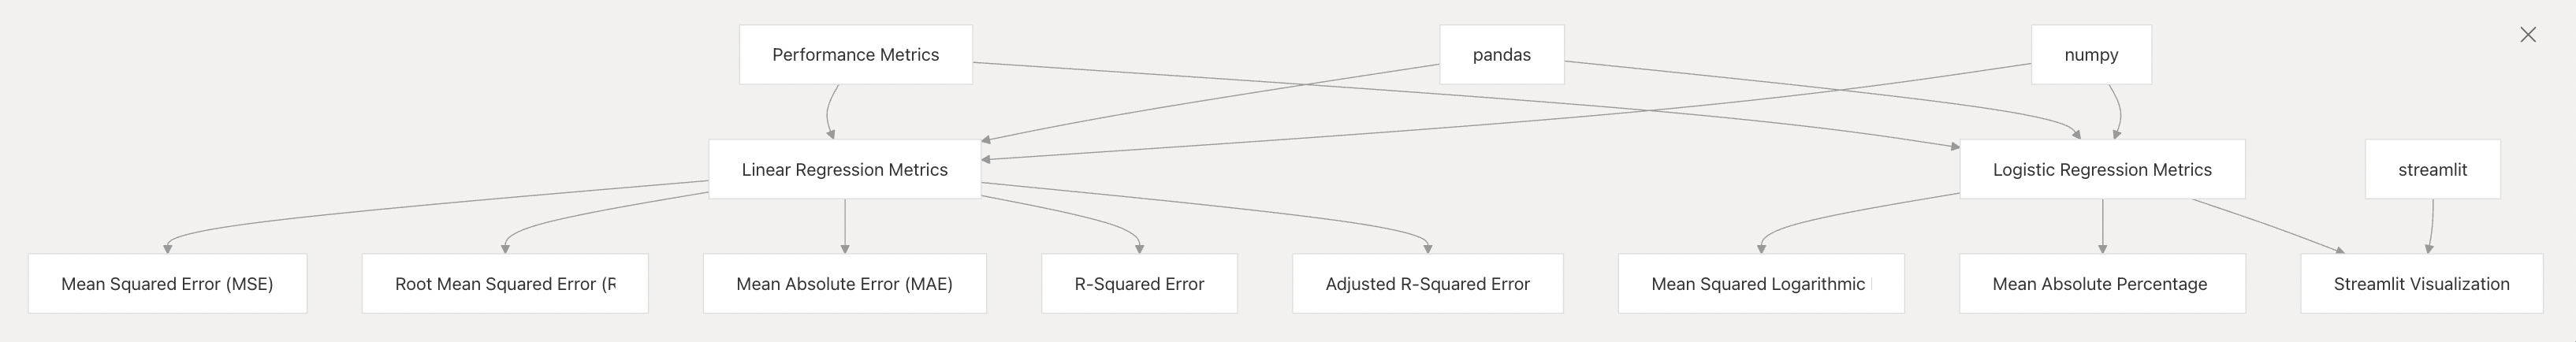 Performance Metrics
pandas
numpy
Linear Regression Metrics
Logistic Regression Metrics
streamlit
Mean Squared Error (MSE)
Root Mean Squared Error (R
Mean Absolute Error (MAE)
R-Squared Error
Adjusted R-Squared Error
Mean Squared Logarithmic
Mean Absolute Percentage
Streamlit Visualization